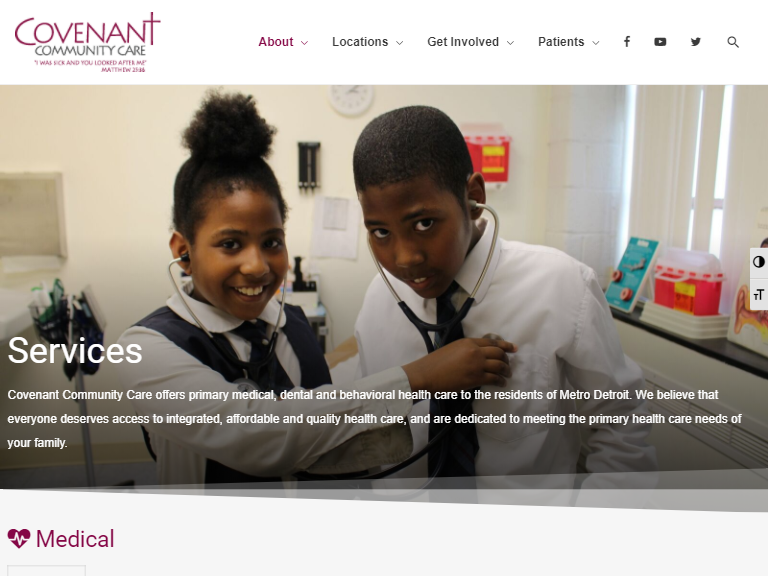 COVENANT
COMMUNITY CARE
"I WAS SICK AND YOU LOOKED AFTER ME"
MATTHEW 25:36
About Locations Get Involved Patients
Services
Covenant Community Care offers primary medical, dental and behavioral health care to the residents of Metro Detroit. We believe that
everyone deserves access to integrated, affordable and quality health care, and are dedicated to meeting the primary health care needs of
your family.
Medical